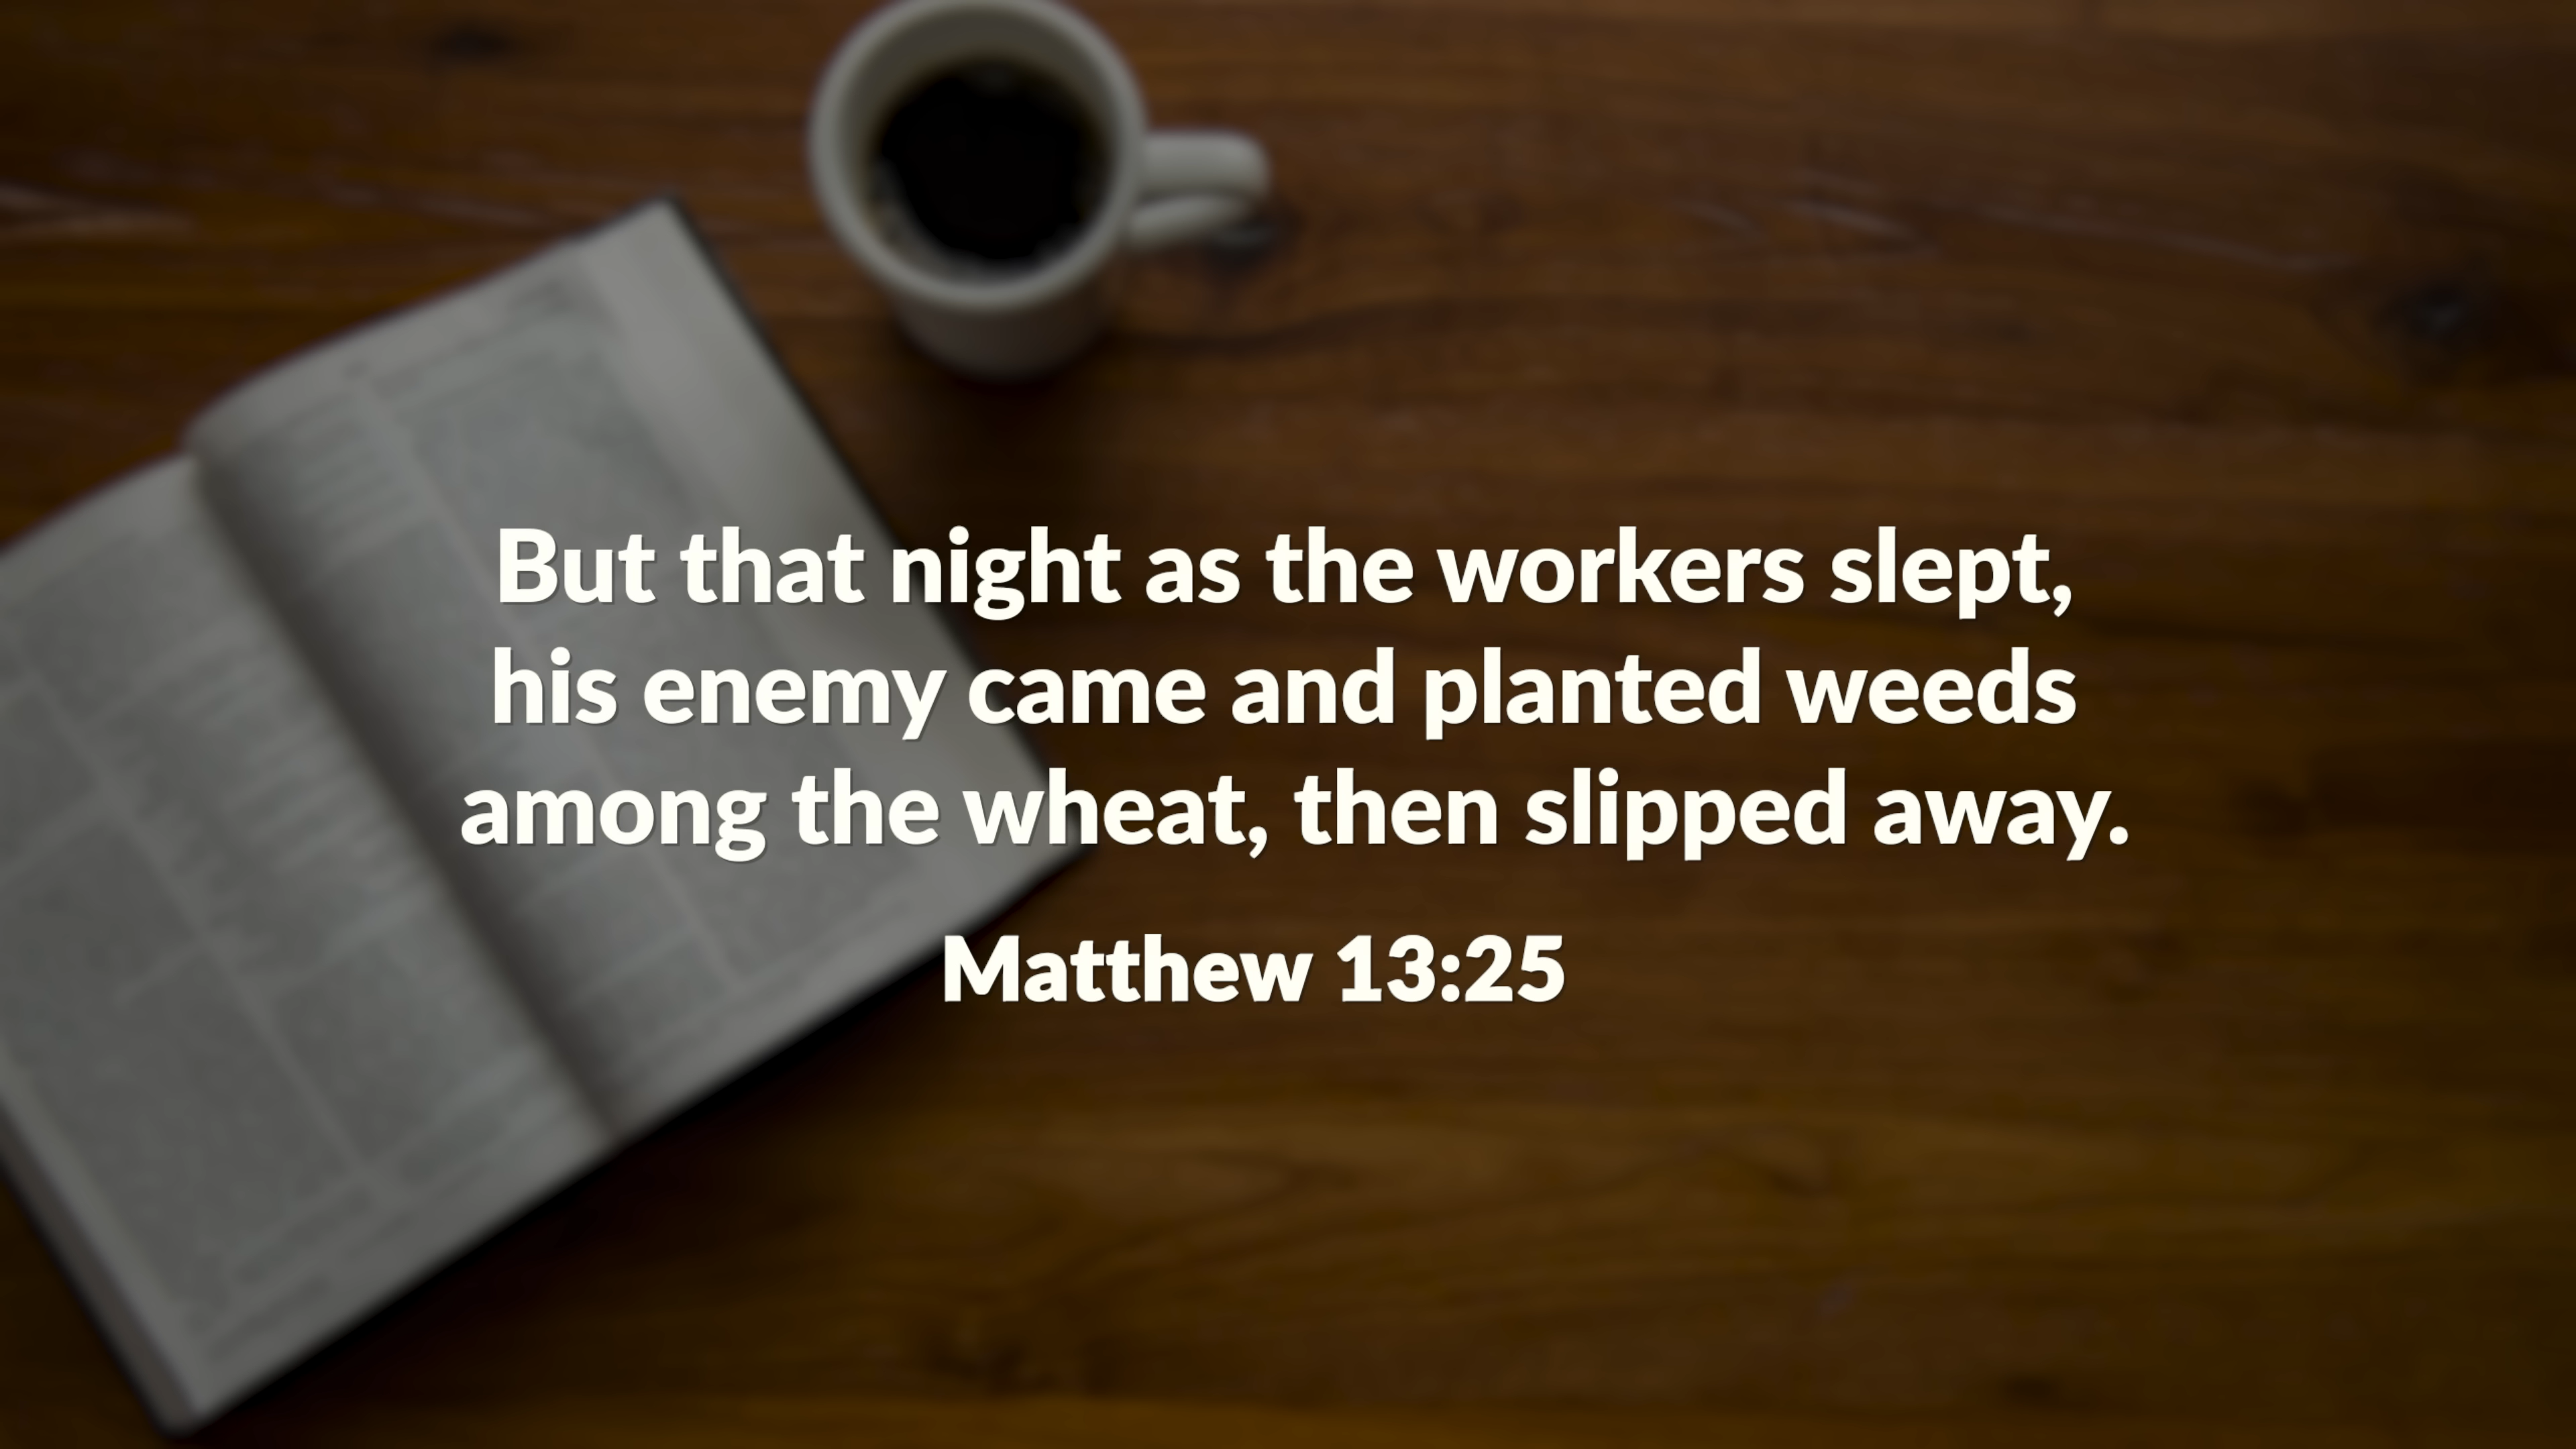 But that night as the workers slept,
his enemy came and planted weeds
among the wheat, then slipped away.
Matthew 13:25